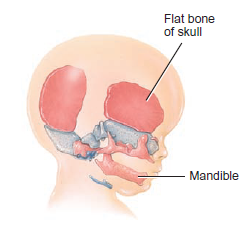 Flat bone
of skull
Mandible